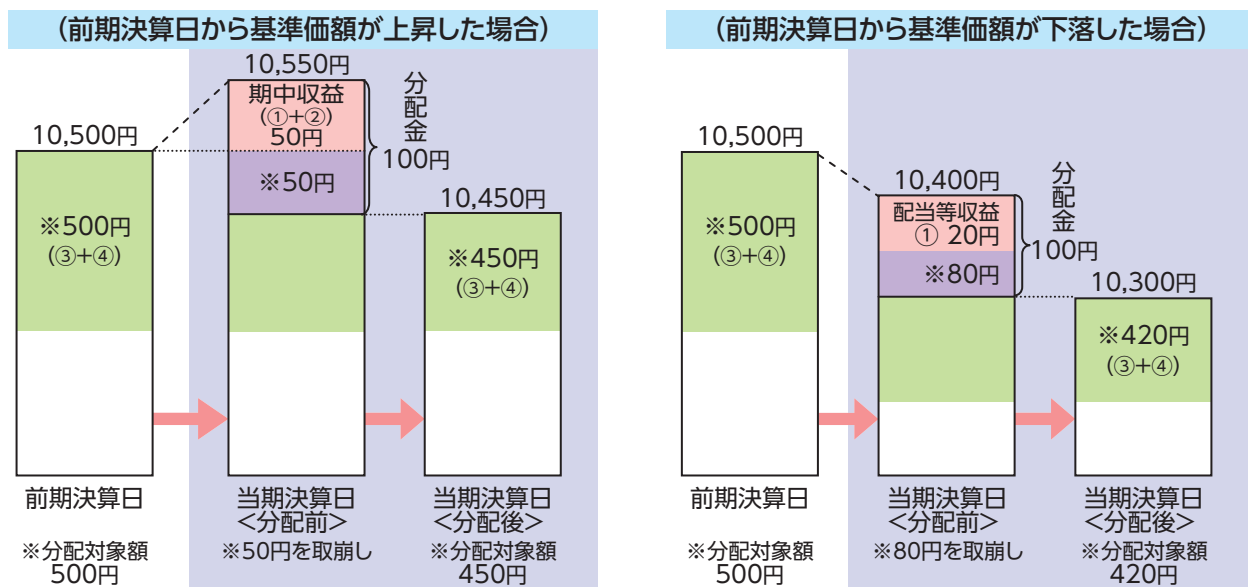 (前期決算日から基準価額が上昇した場合)
10,550円
期中収益
(①+②)
50円
分配金
100円
10,500円
※50円
10,450円
※500円
(③+④)
※450円
(③+④)
前期決算日
当期決算日
<分配前>
当期決算日
<分配後>
※分配対象額
500円
※50円を取崩し
※分配対象額
450円
(前期決算日から基準価額が下落した場合)
10,500円
10,400円
配当等収益
① 20円
分配金
100円
※500円
(③+④)
※80円
10,300円
※420円
(③+④)
前期決算日
当期決算日
<分配前>
当期決算日
<分配後>
※分配対象額
500円
※80円を取崩し
※分配対象額
420円